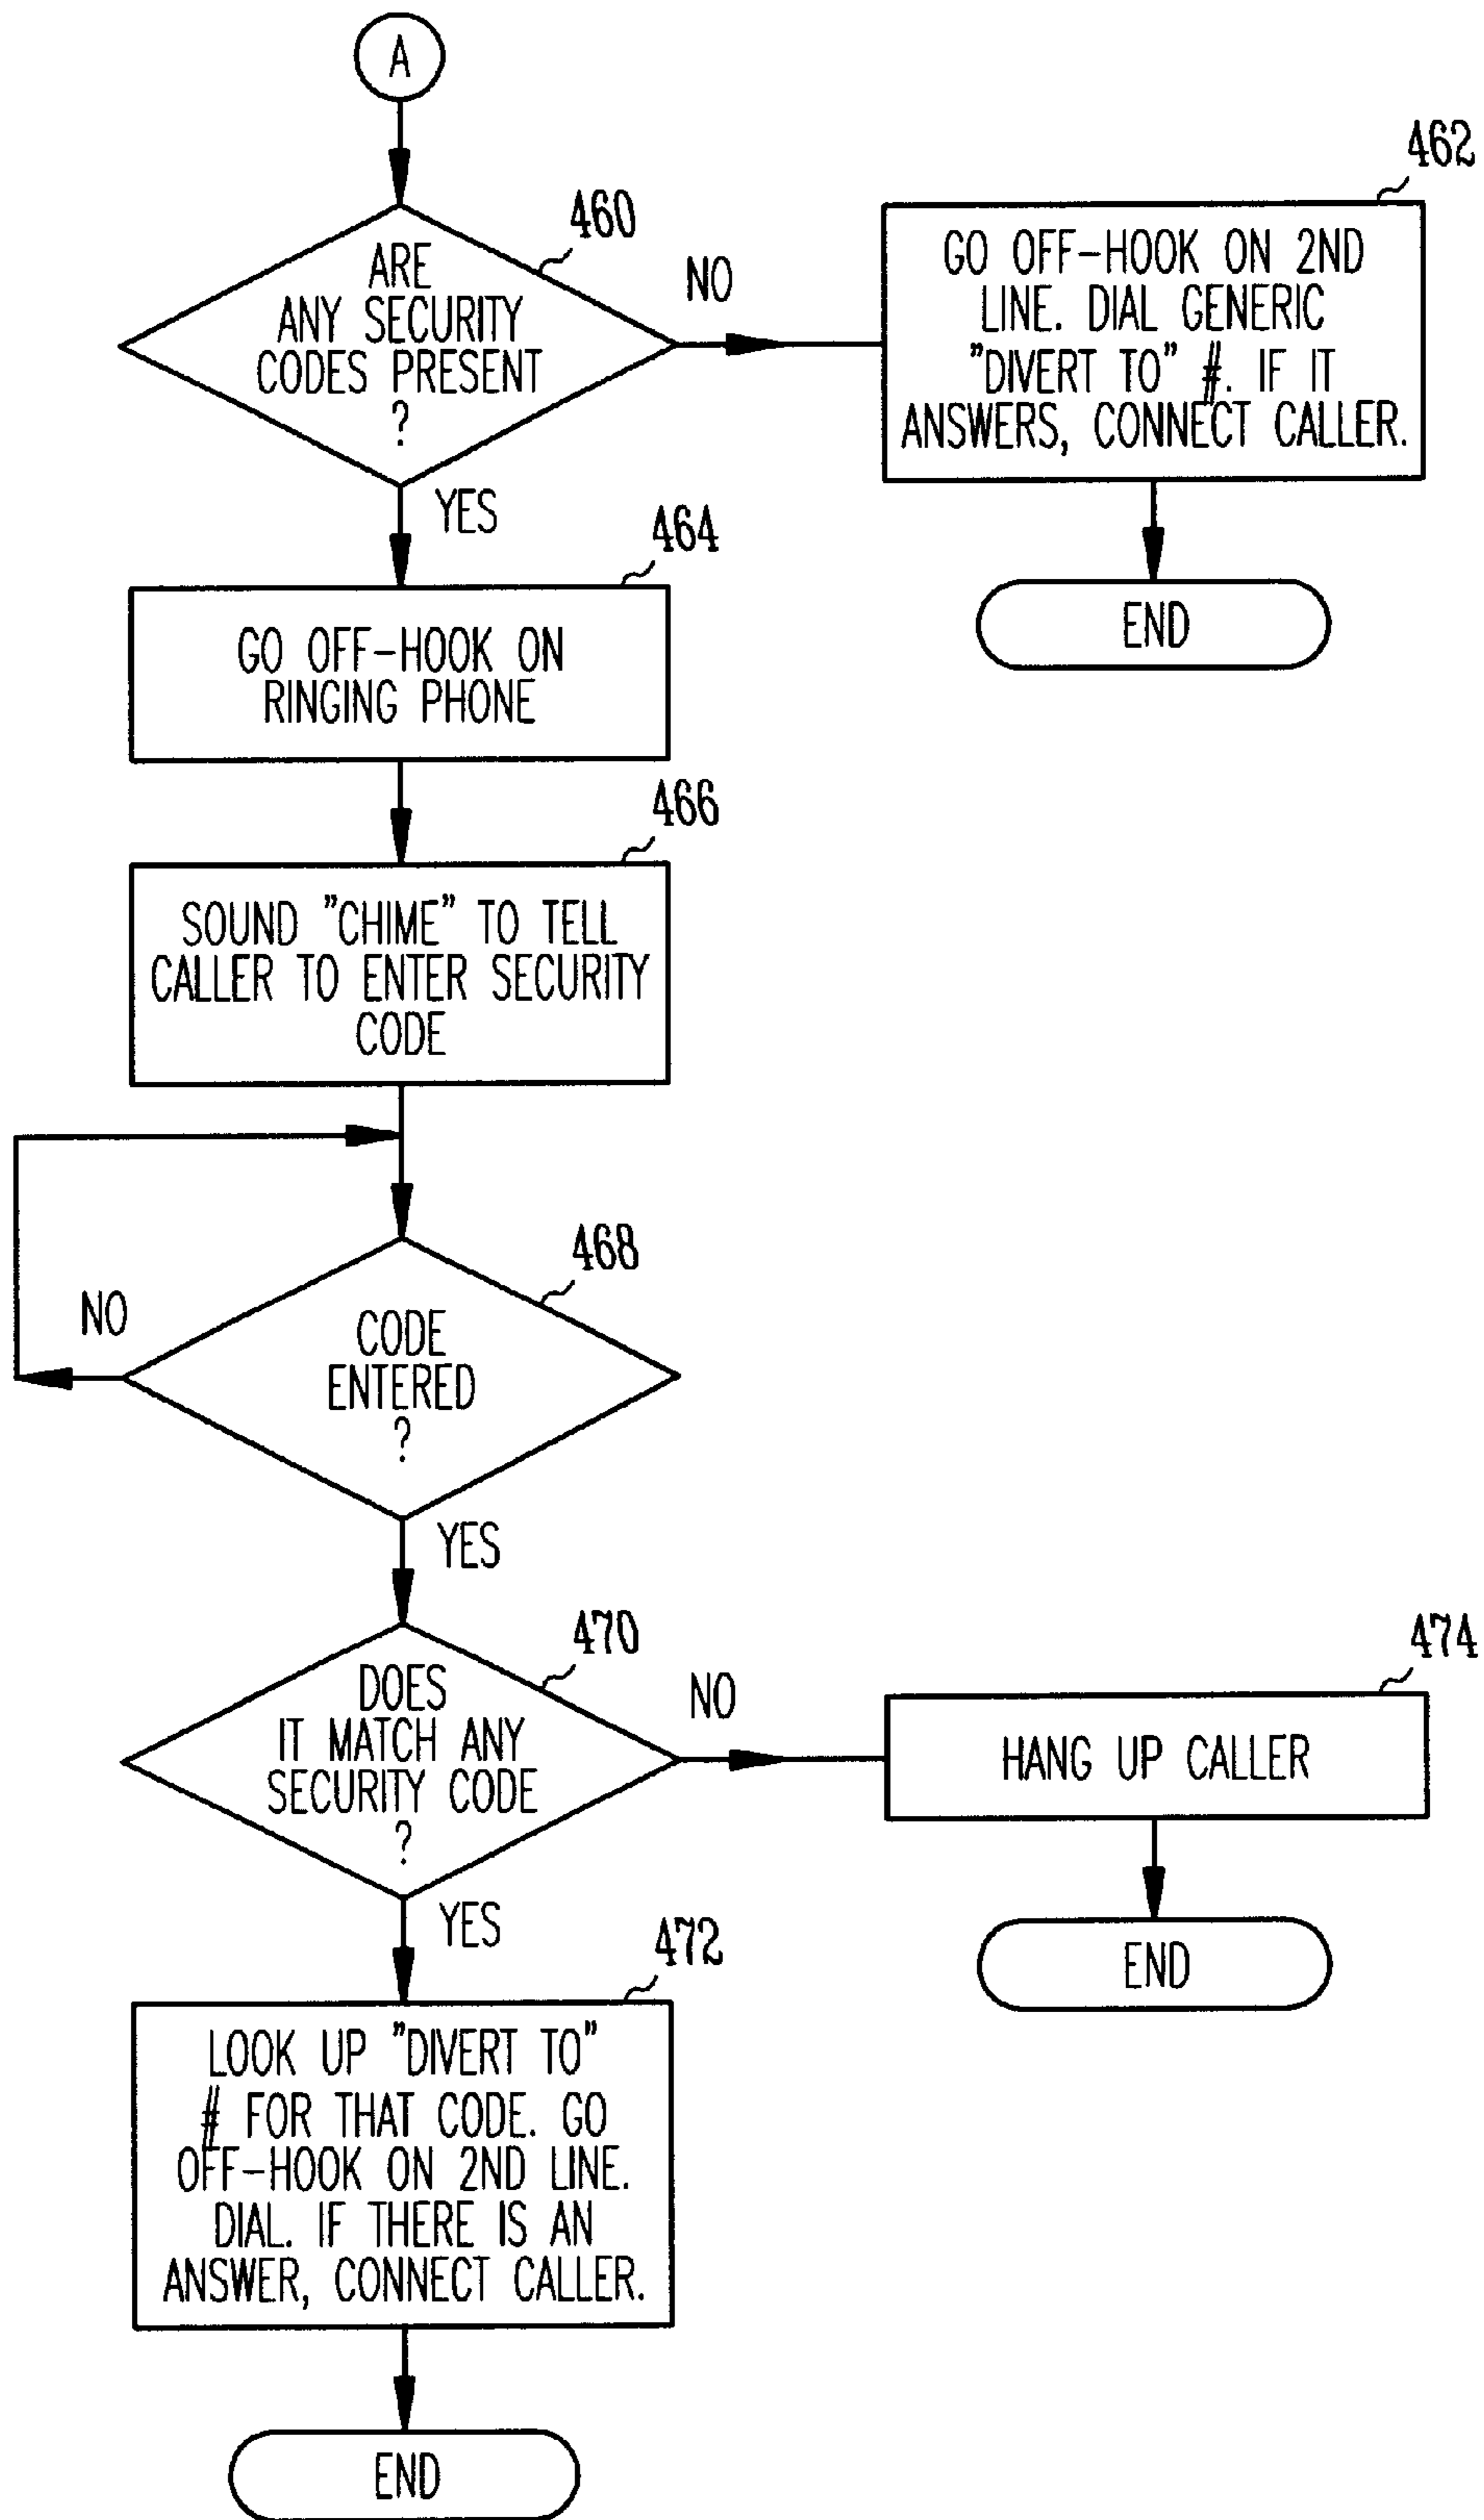 A
460
ARE
ANY SECURITY
CODES PRESENT
?
NO
YES
462
GO OFF-HOOK ON 2ND
LINE. DIAL GENERIC
"DIVERT TO" #. IF IT
ANSWERS, CONNECT CALLER.
END
464
GO OFF-HOOK ON
RINGING PHONE
466
SOUND "CHIME" TO TELL
CALLER TO ENTER SECURITY
CODE
468
NO
CODE
ENTERED
?
YES
470
DOES
IT MATCH ANY
SECURITY CODE
?
NO
YES
474
HANG UP CALLER
END
472
LOOK UP "DIVERT TO"
# FOR THAT CODE. GO
OFF-HOOK ON 2ND LINE.
DIAL. IF THERE IS AN
ANSWER, CONNECT CALLER.
END